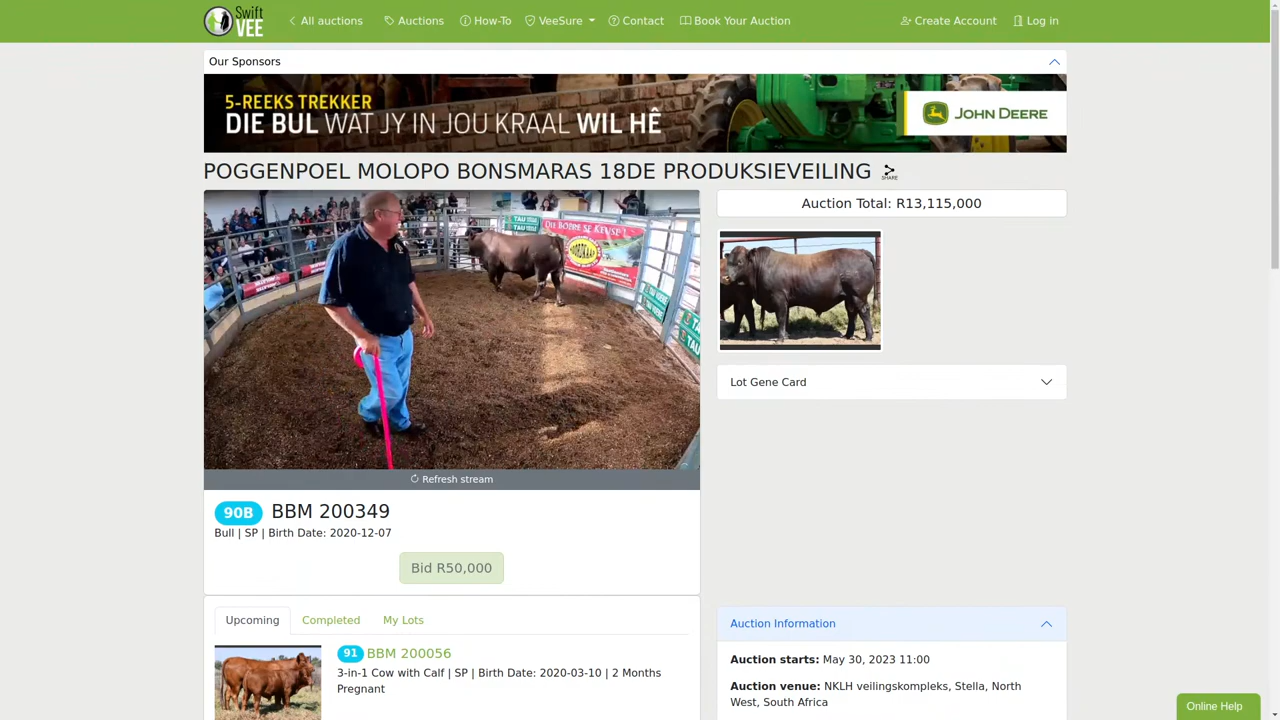 Swift
VEE
All auctions
Auctions
How-To
VeeSure
Contact
Book Your Auction
Create Account
Log in
Our Sponsors
5-REEKS TREKKER
DIE BUL WAT JY IN JOU KRAAL WIL HÊ
JOHN DEERE
POGGENPOEL MOLOPO BONSMARAS 18DE PRODUKSIEVEILING
SHARE
Auction Total: R13,115,000
Lot Gene Card
Refresh stream
90B BBM 200349
Bull | SP | Birth Date: 2020-12-07
Bid R50,000
Upcoming
Completed
My Lots
91 BBM 200056
3-in-1 Cow with Calf | SP | Birth Date: 2020-03-10 | 2 Months
Pregnant
Auction Information
Auction starts: May 30, 2023 11:00
Auction venue: NKLH veilingskompleks, Stella, North
West, South Africa
Online Help